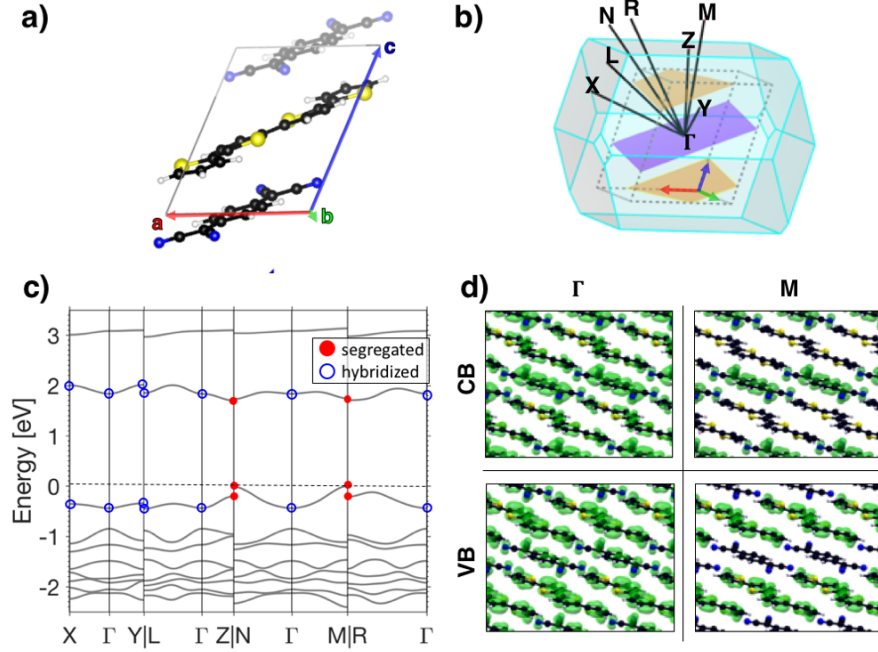 a)
c
a
b
b)
N R M
L Z
X Y
Γ
c)
3
segregated
hybridized
2
1
0
-1
-2
Energy [eV]
X Γ Y|L Γ Z|N Γ M|R Γ
d)
Γ M
CB
VB